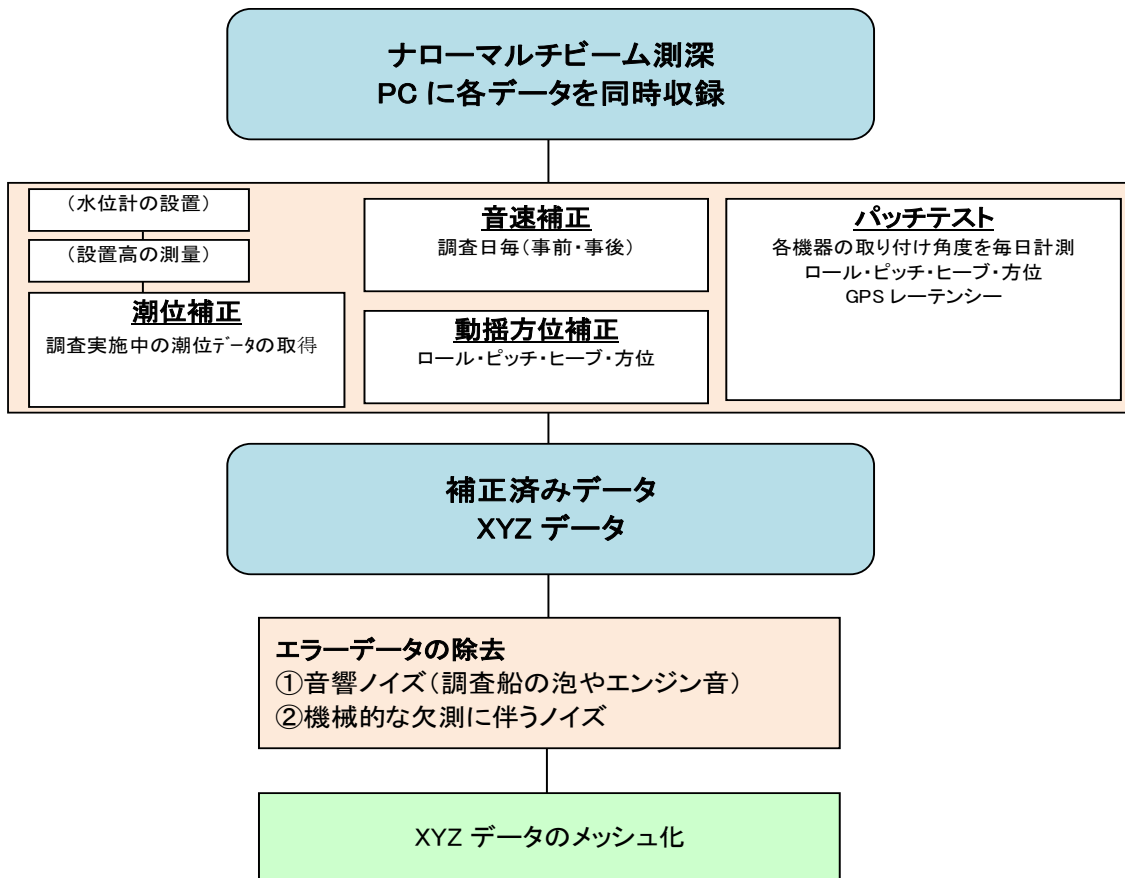 ナローマルチビーム測深
PC に各データを同時収録
（水位計の設置）
（設置高の測量）
潮位補正
調査実施中の潮位ﾃﾞｰﾀの取得
音速補正
調査日毎（事前・事後）
動揺方位補正
ロール・ピッチ・ヒーブ・方位
パッチテスト
各機器の取り付け角度を毎日計測
ロール・ピッチ・ヒーブ・方位
GPS レーテンシー
補正済みデータ
XYZ データ
エラーデータの除去
①音響ノイズ（調査船の泡やエンジン音）
②機械的な欠測に伴うノイズ
XYZ データのメッシュ化